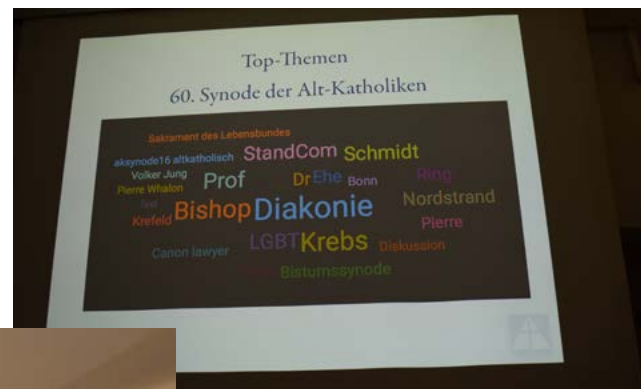 Top-Themen
60. Synode der Alt-Katholiken
Sakrament des Lebensbundes
aksynode16 altkatholisch StandCom Schmidt
Volker Jung Prof Dr Ehe Bonn Ring
Pierre Whalon
Krefeld Bishop Diakonie Nordstrand
Pierre
Canon lawyer LGBT Krebs Diskussion
Bistumssynode